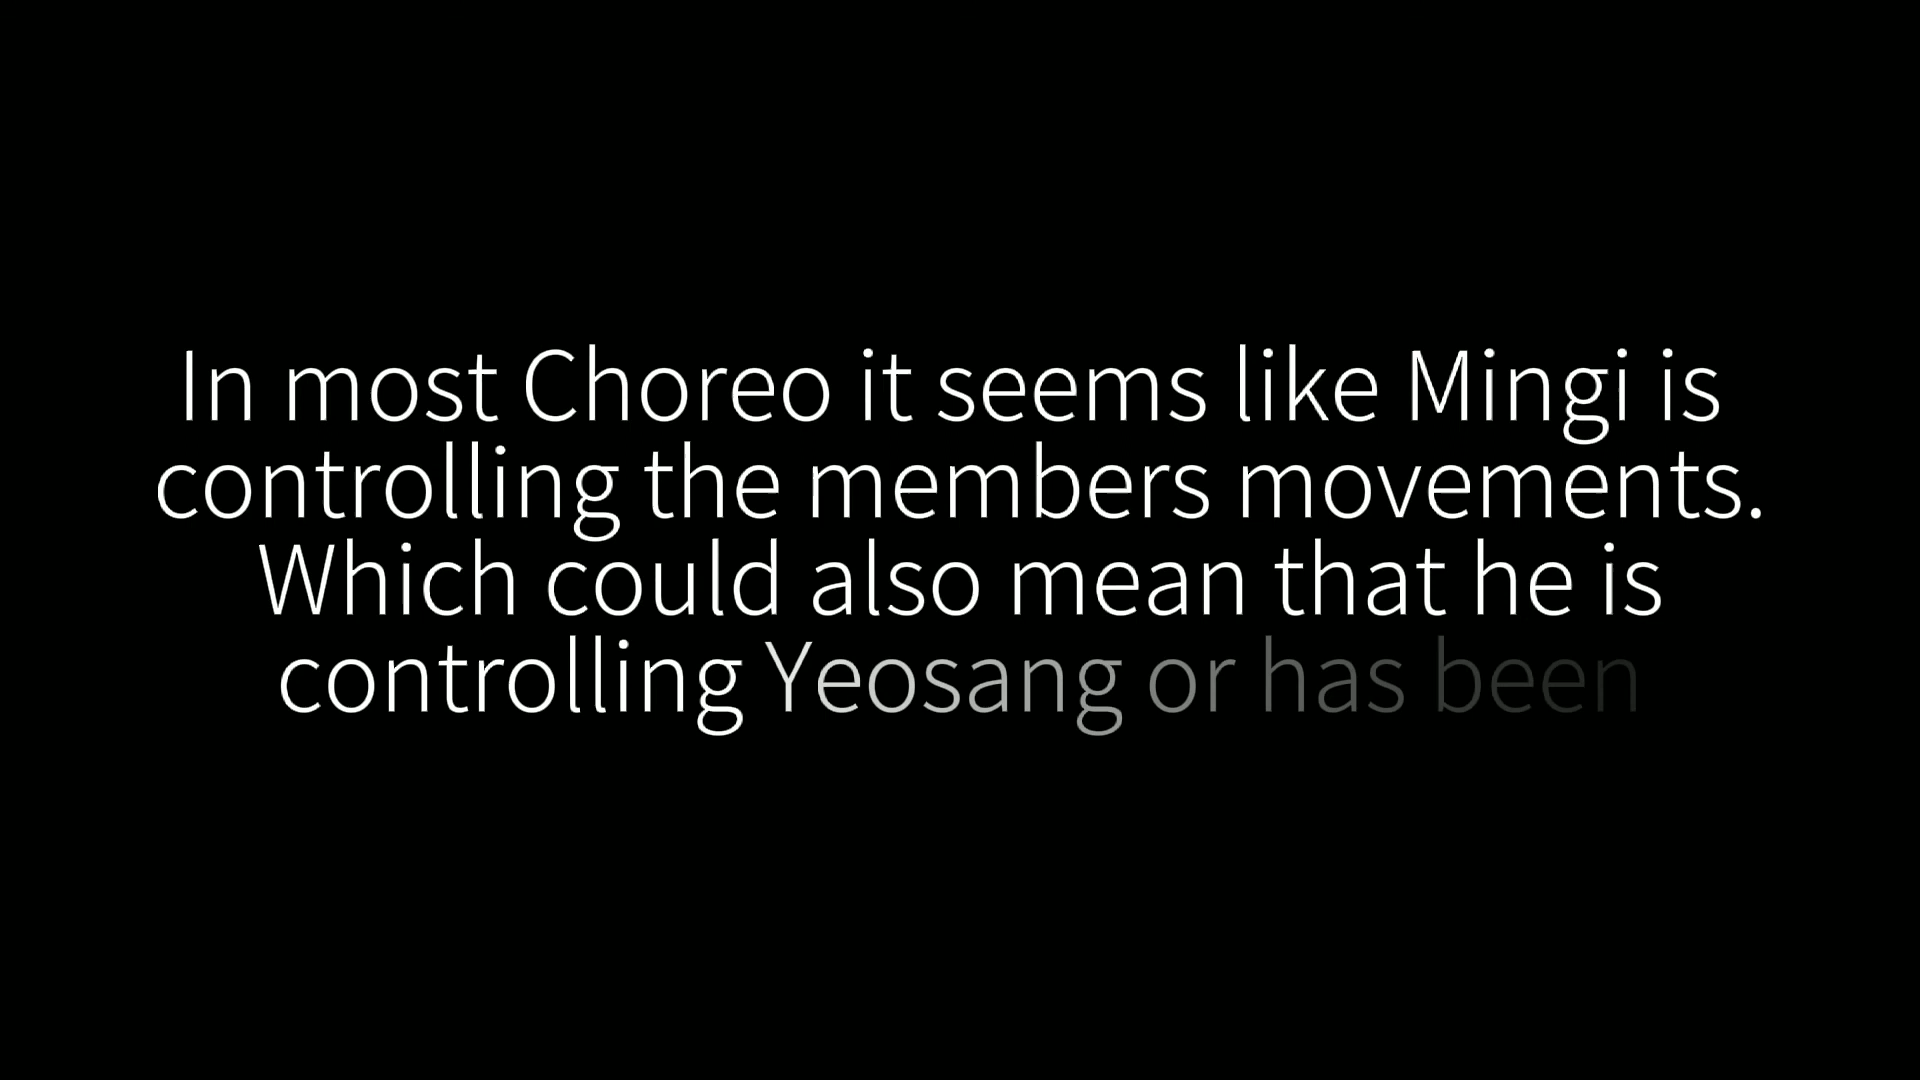 In most Choreo it seems like Mingi is
controlling the members movements.
Which could also mean that he is
controlling Yeosang or has been